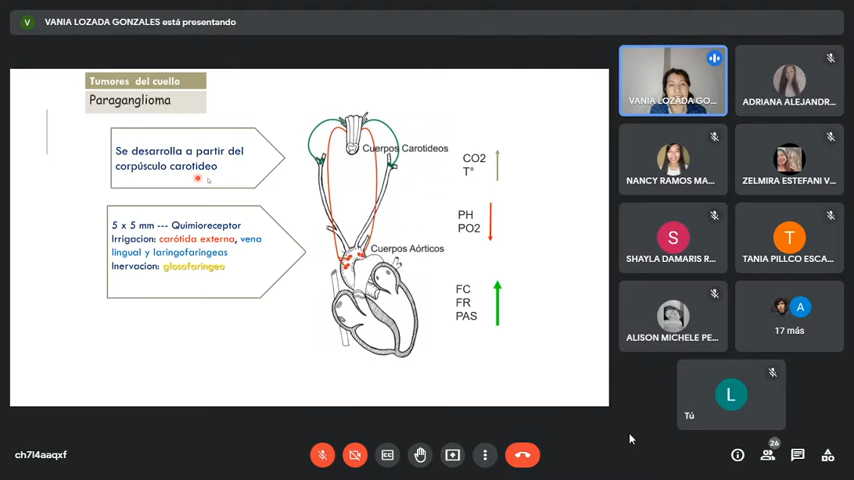 V VANIA LOZADA GONZALES está presentando
Tumores del cuello
Paraganglioma
Se desarrolla a partir del
corpúsculo carotideo
5 x 5 mm --- Quimioreceptor
Irrigacion: carótida externa, vena
lingual y laringofaringeas
Inervacion: glosofaringeo
Cuerpos Carotideos
Cuerpos Aórticos
CO2
T°
PH
PO2
FC
FR
PAS
VANIA LOZADA GO...
ADRIANA ALEJANDR...
NANCY RAMOS MA...
ZELMIRA ESTEFANI V...
S
SHAYLA DAMARIS R...
T
TANIA PILLCO ESCA...
ALISON MICHELE PE...
A
17 más
L
Tú
ch7l4aaqxf
CC
26